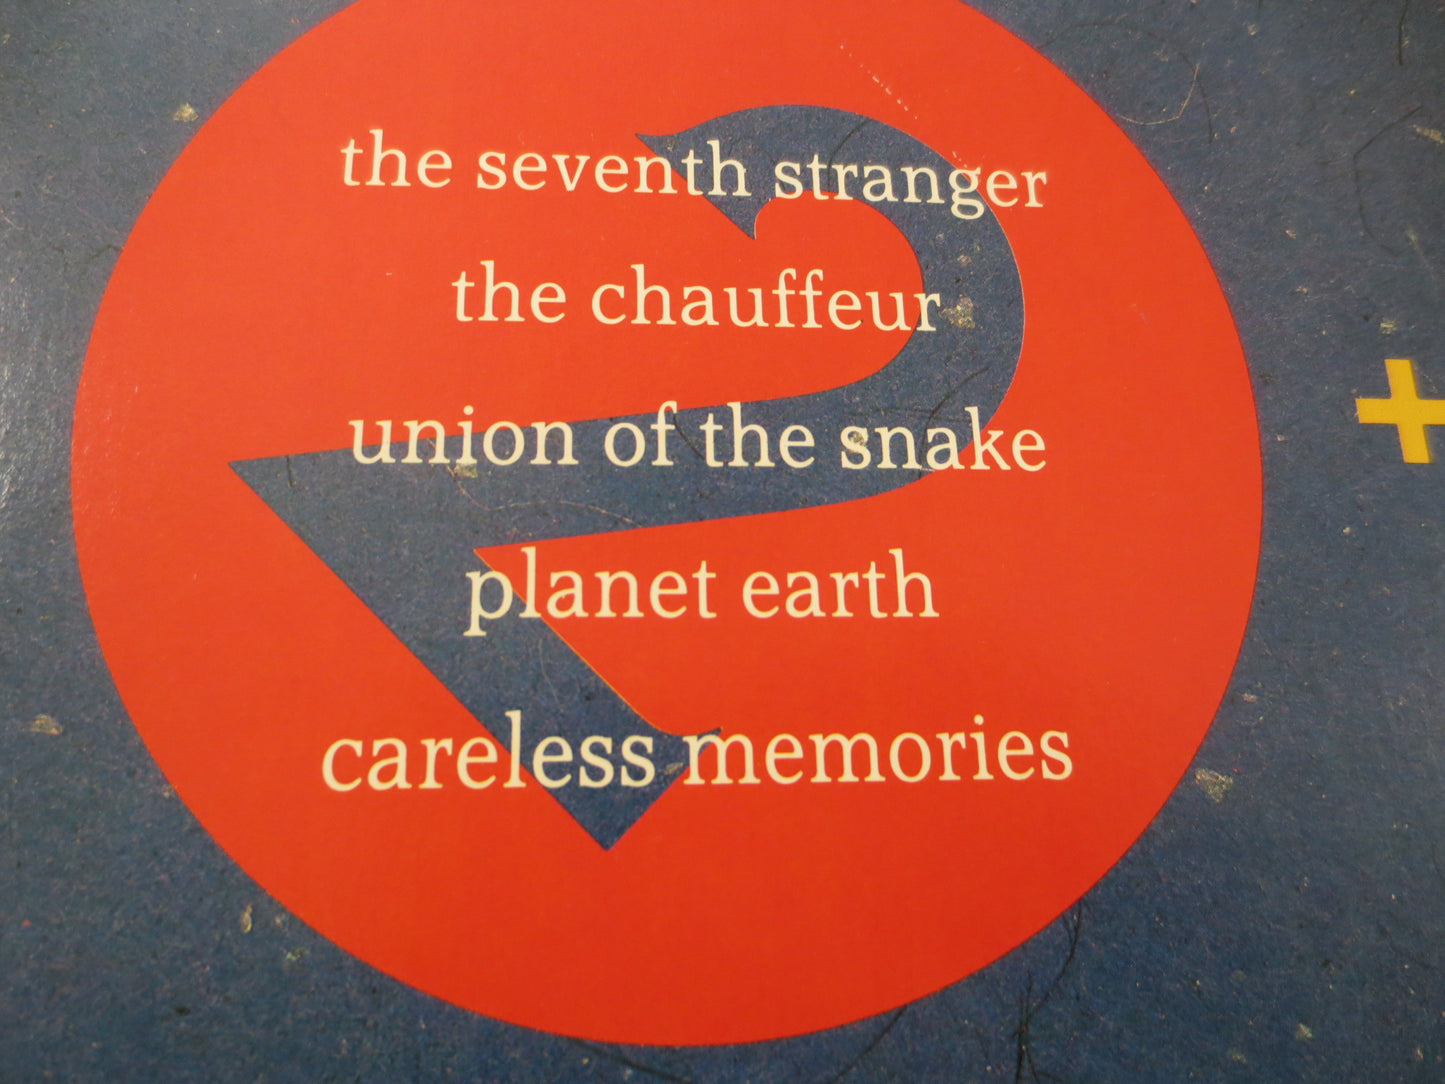 the seventh stranger
the chauffeur
union of the snake
planet earth
careless memories